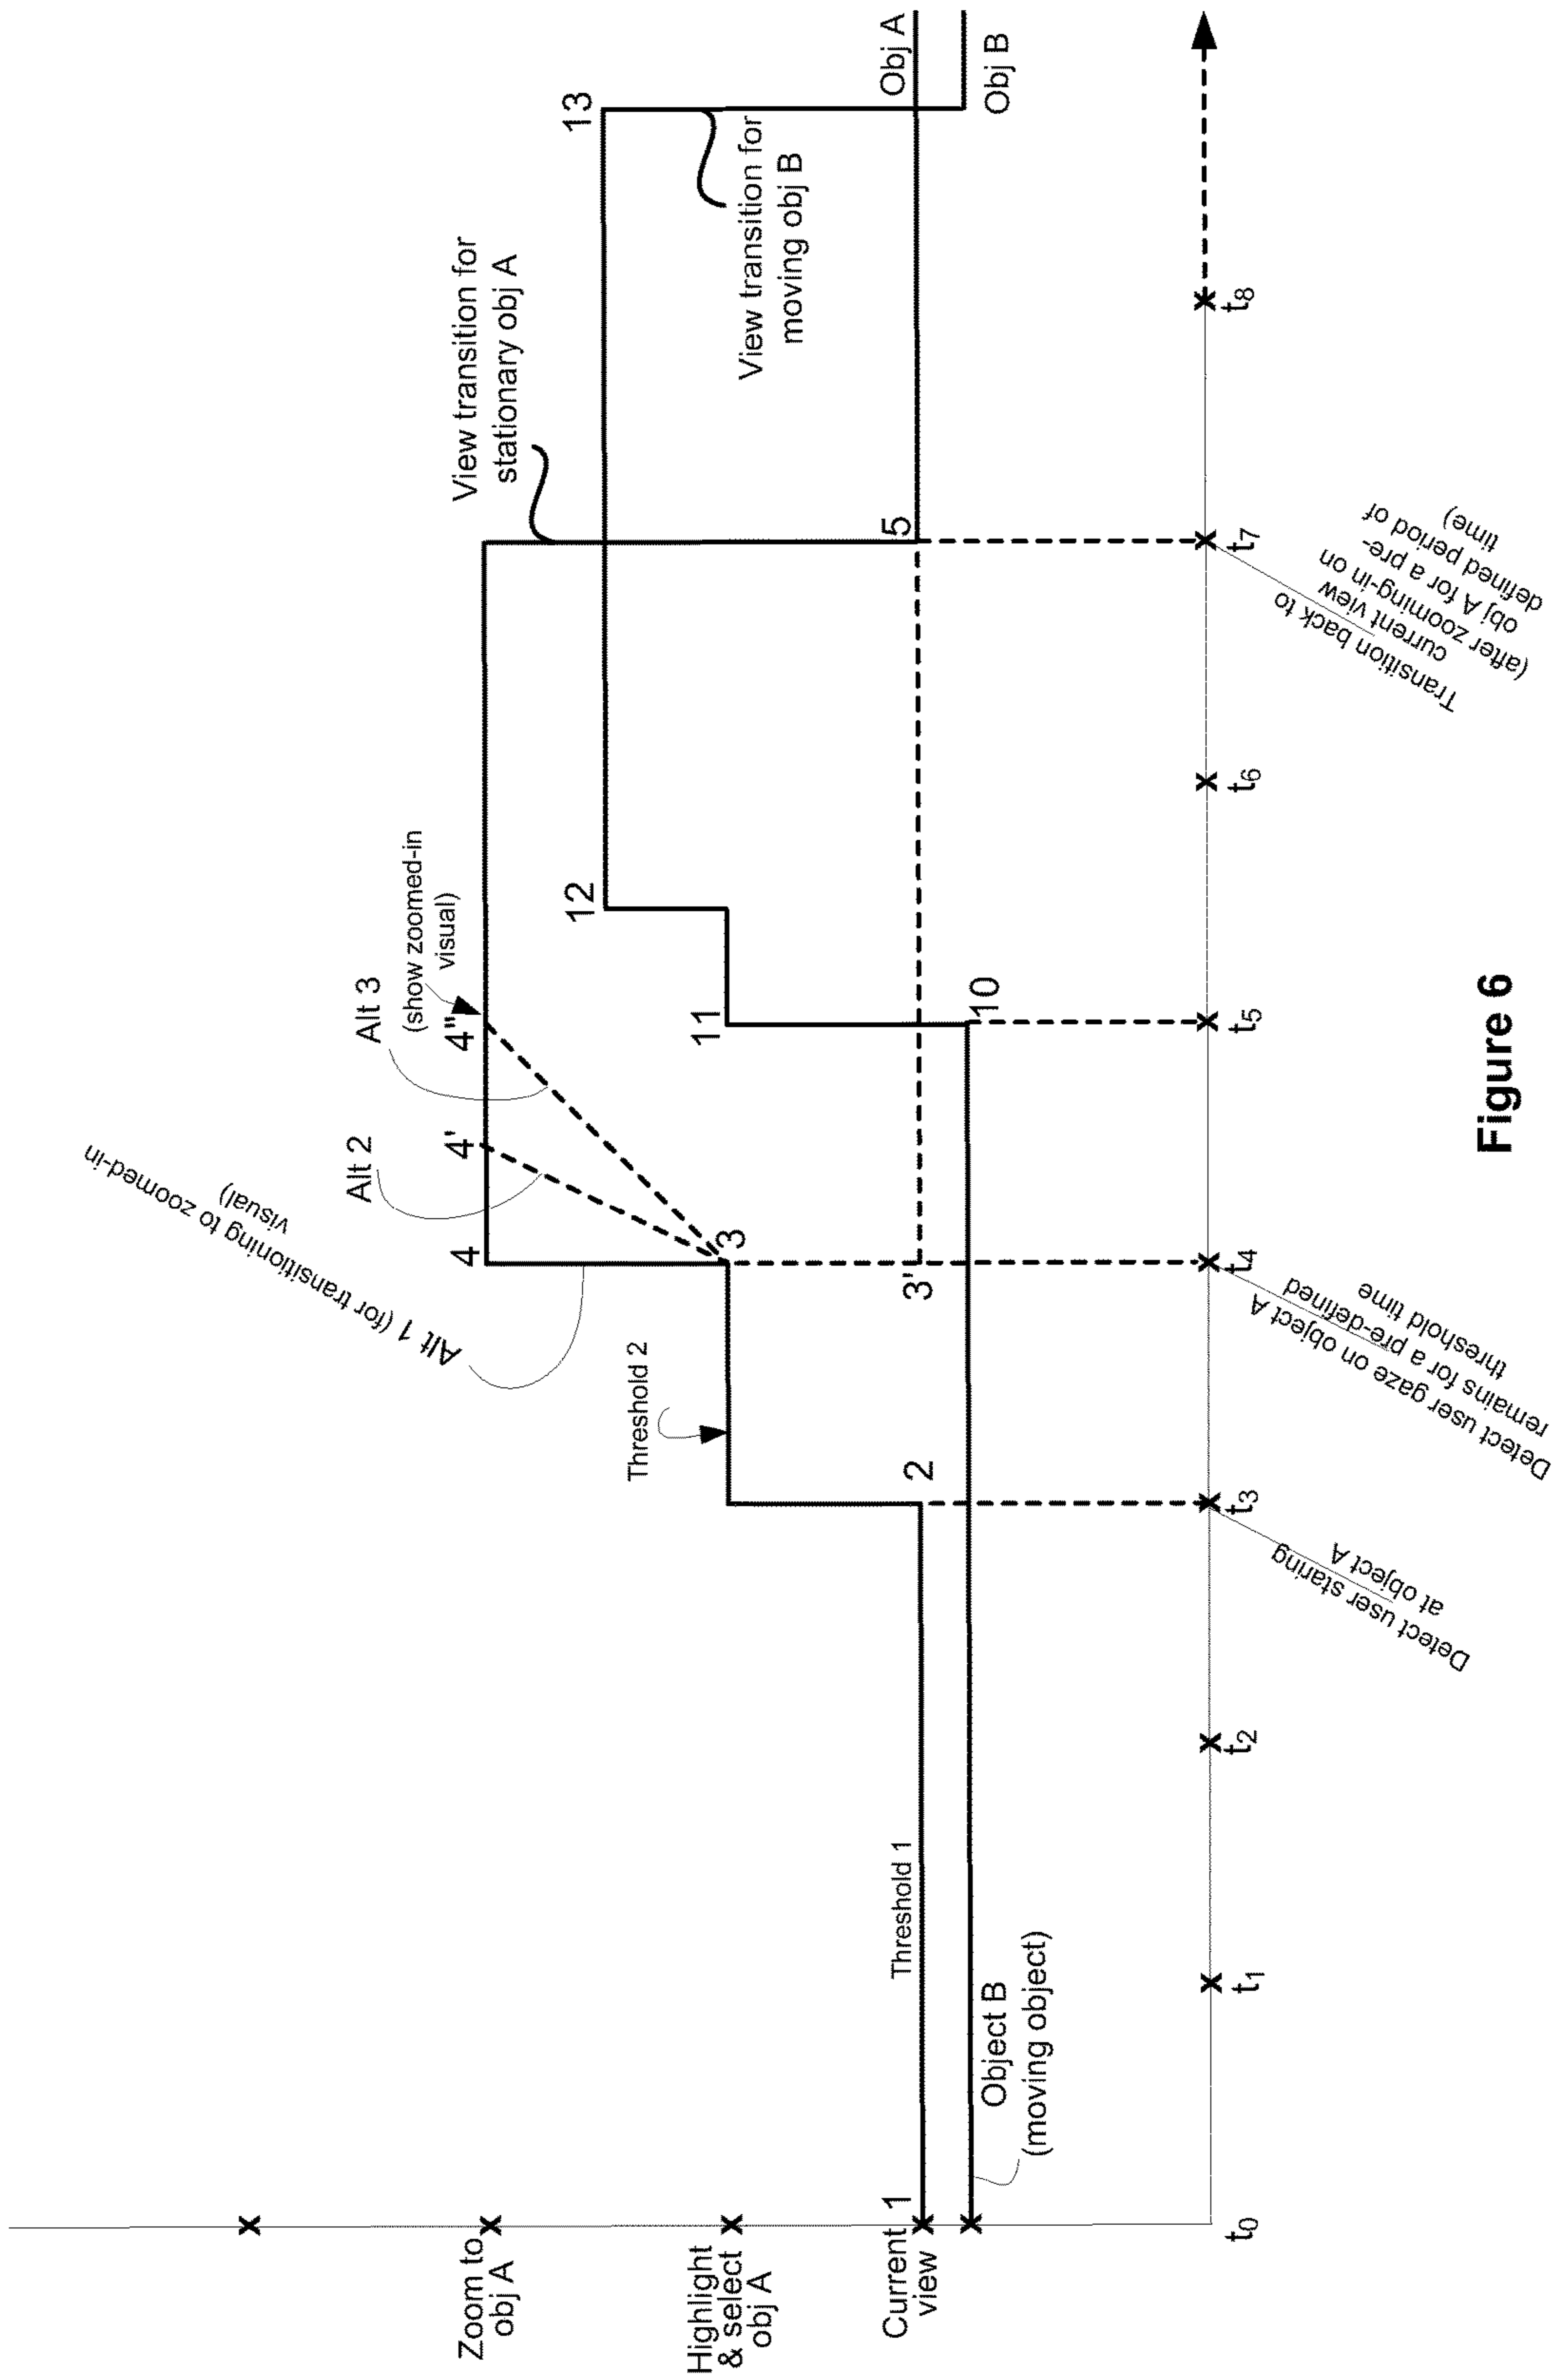 Zoom to
obj A
Highlight
& select
obj A
Current
view
Alt 1 (for transitioning to zoomed-in
visual)
Alt 2
Alt 3
(show zoomed-in
visual)
View transition for
stationary obj A
4
4'
4"
Threshold 2
3
11
12
13
View transition for
moving obj B
1
Threshold 1
2
3'
5
Obj A
Object B
(moving object)
10
Obj B
t0
t1
t2
t3
t4
t5
t6
t7
t8
Detect user staring
at object A
Detect user gaze on object A
remains for a pre-defined
threshold time
Transition back to
current view
(after zooming-in on
obj A for a pre-
defined period of
time)
Figure 6